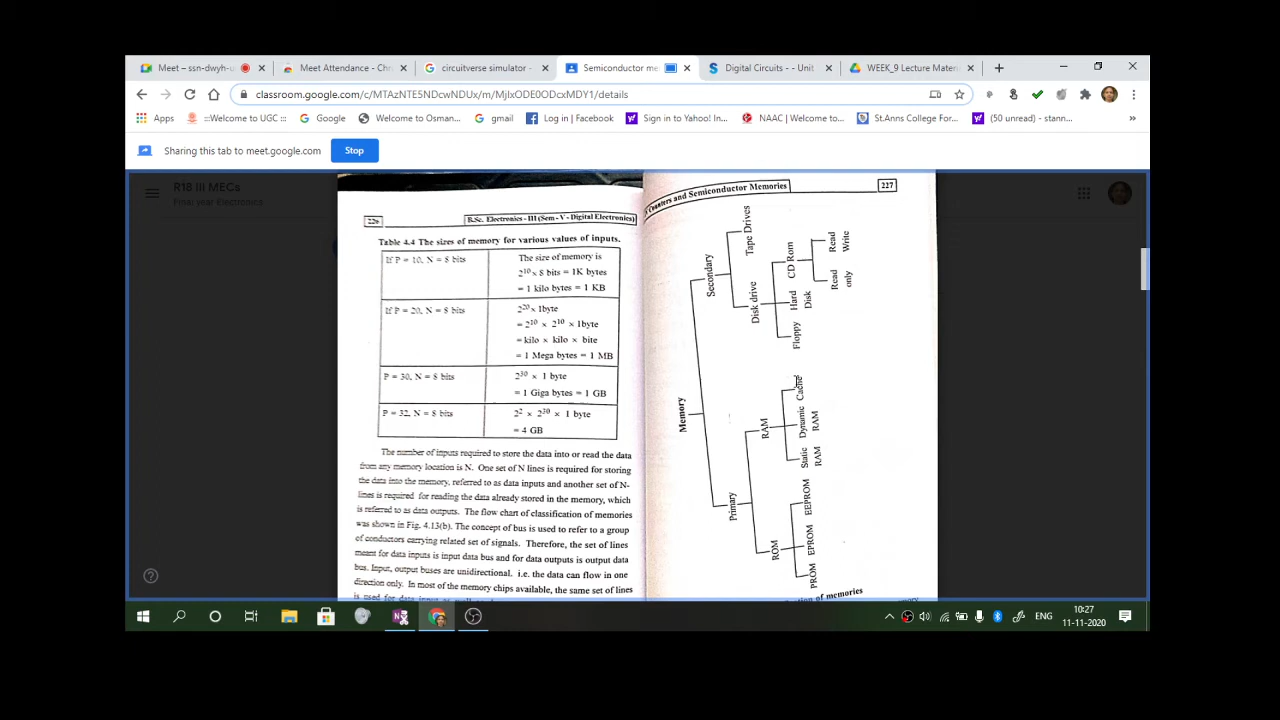 Meet – ssn-dwyh-u
Meet Attendance - Chr
circuitverse simulator -
Semiconductor me
Digital Circuits - - Unit
WEEK_9 Lecture Mater
classroom.google.com/c/MTAzNTE5NDcwNDUx/m/MjIxODE0ODcxMDY1/details
Apps
:::Welcome to UGC :::
Google
Welcome to Osman...
gmail
Log in | Facebook
Sign in to Yahoo! In...
NAAC | Welcome to...
St.Anns College For...
(50 unread) - stann...
Sharing this tab to meet.google.com
Stop
R18 III MECs
Final year Electronics
B.Sc. Electronics - III (Sem - V - Digital Electronics)
Table 4.4 The sizes of memory for various values of inputs.
If P = 10, N = 8 bits
The size of memory is
2¹⁰ x 8 bits = 1K bytes
= 1 kilo bytes = 1 KB
If P = 20, N = 8 bits
2²⁰ x 1byte
= 2¹⁰ × 2¹⁰ × 1byte
= kilo × kilo × bite
= 1 Mega bytes = 1 MB
P = 30, N = 8 bits
2³⁰ × 1 byte
= 1 Giga bytes = 1 GB
P = 32, N = 8 bits
2² × 2³⁰ × 1 byte
= 4 GB
The number of inputs required to store the data into or read the data
from any memory location is N. One set of N lines is required for storing
the data into the memory, referred to as data inputs and another set of N-
lines is required for reading the data already stored in the memory, which
is referred to as data outputs. The flow chart of classification of memories
was shown in Fig. 4.13(b). The concept of bus is used to refer to a group
of conductors carrying related set of signals. Therefore, the set of lines
meant for data inputs is input data bus and for data outputs is output data
bus. Input, output buses are unidirectional. i.e. the data can flow in one
direction only. In most of the memory chips available, the same set of lines
is used for data
Counters and Semiconductor Memories
227
Memory
Primary
Secondary
ROM
RAM
Disk drive
Tape Drives
PROM
EPROM
EEPROM
Static
RAM
Dynamic
RAM
Cache
Floppy
Hard
Disk
CD Rom
Read
only
Read
Write
of memories
ENG
10:27
11-11-2020